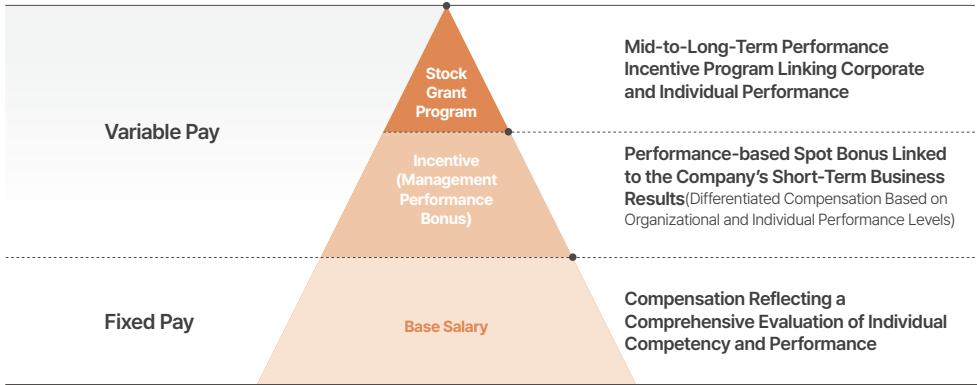 Variable Pay
Stock
Grant
Program
Mid-to-Long-Term Performance
Incentive Program Linking Corporate
and Individual Performance
Incentive
(Management
Performance
Bonus)
Performance-based Spot Bonus Linked
to the Company’s Short-Term Business
Results(Differentiated Compensation Based on
Organizational and Individual Performance Levels)
Fixed Pay
Base Salary
Compensation Reflecting a
Comprehensive Evaluation of Individual
Competency and Performance